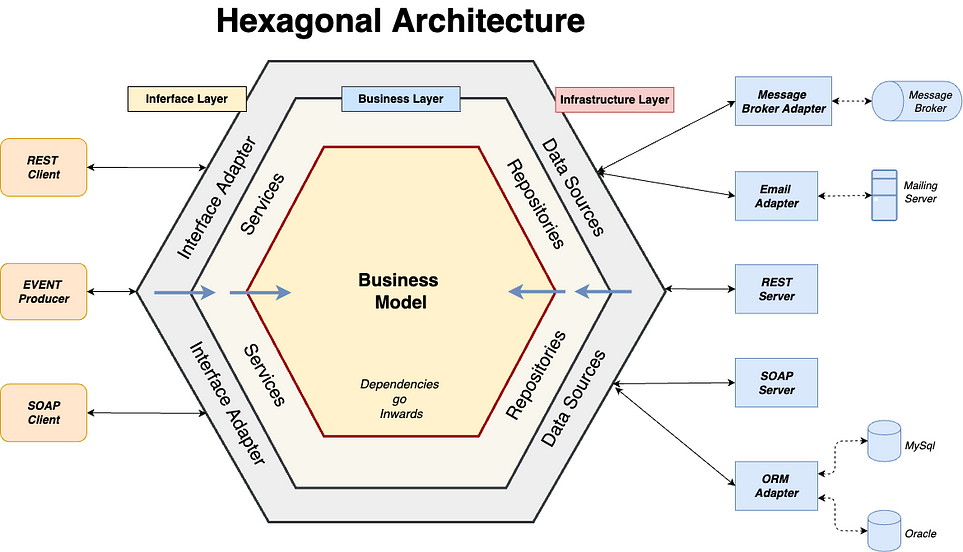 Hexagonal Architecture
Inferface Layer
Business Layer
Infrastructure Layer
REST
Client
EVENT
Producer
SOAP
Client
Interface Adapter
Services
Interface Adapter
Services
Business
Model
Dependencies
go
Inwards
Repositories
Data Sources
Repositories
Data Sources
Message
Broker Adapter
Message
Broker
Email
Adapter
Mailing
Server
REST
Server
SOAP
Server
ORM
Adapter
MySql
Oracle